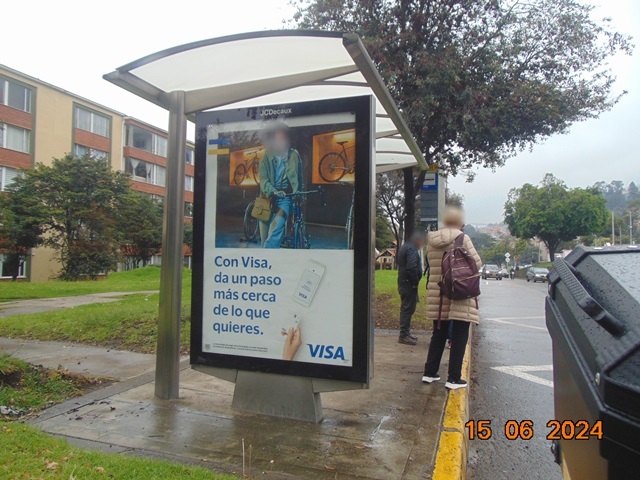 JCDecaux
Con Visa,
da un paso
más cerca
de lo que
quieres.
VISA
15 06 2024